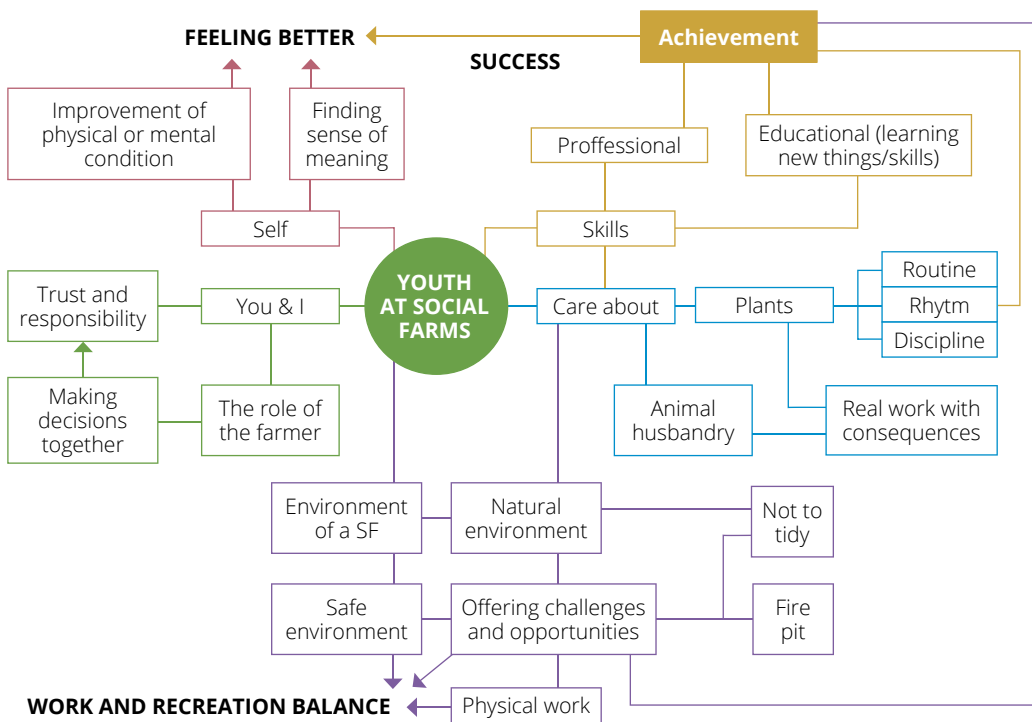 FEELING BETTER
Achievement
SUCCESS
Improvement of
physical or mental
condition
Finding
sense of
meaning
Proffessional
Educational (learning
new things/skills)
Self
Skills
YOUTH
AT SOCIAL
FARMS
Trust and
responsibility
You & I
Care about
Plants
Routine
Rhytm
Discipline
Making
decisions
together
The role of
the farmer
Animal
husbandry
Real work with
consequences
Environment
of a SF
Natural
environment
Not to
tidy
Safe
environment
Offering challenges
and opportunities
Fire
pit
WORK AND RECREATION BALANCE
Physical work